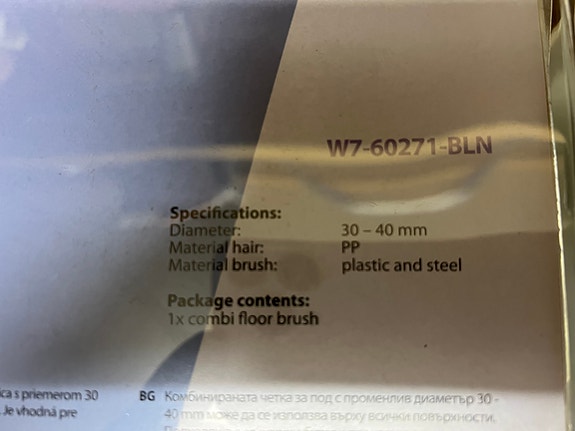 W7-60271-BLN
Specifications:
Diameter: 30 – 40 mm
Material hair: PP
Material brush: plastic and steel
Package contents:
1x combi floor brush
ica s priemerom 30
. Je vhodná pre
BG Комбинираната четка за под с променлив диаметър 30 -
40 mm може да се използва върху всички повърхности.